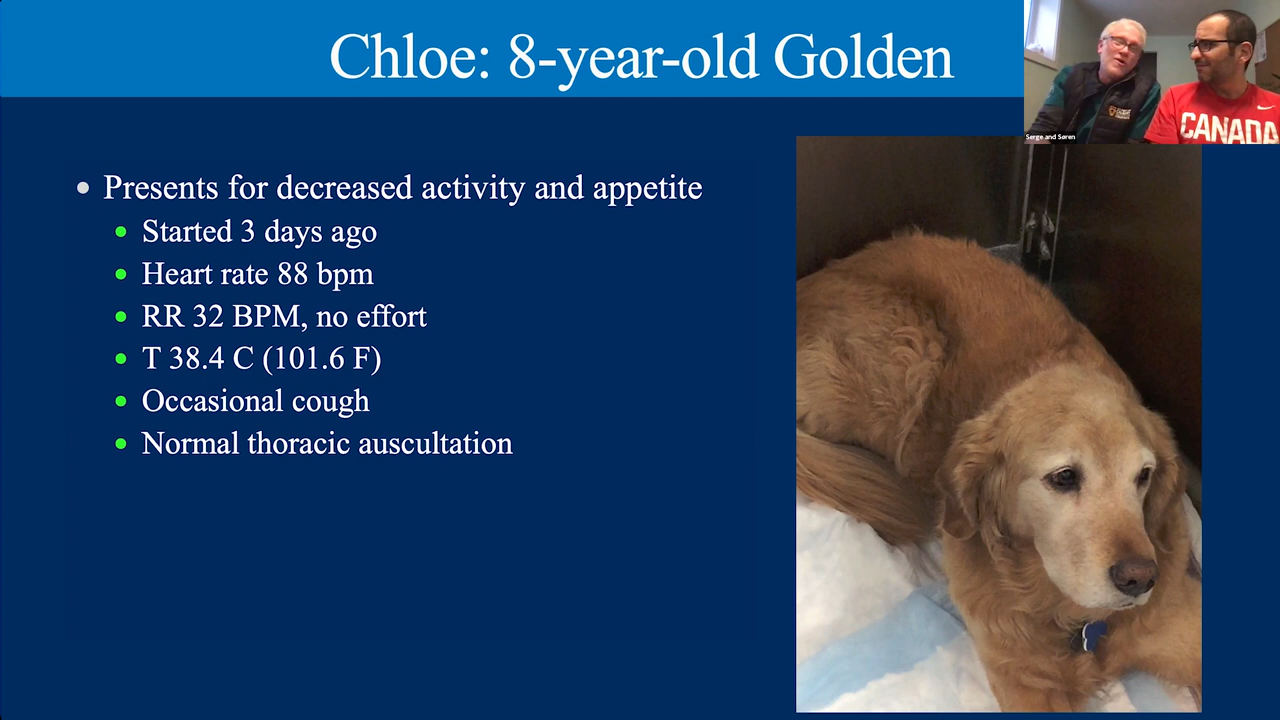 Chloe: 8-year-old Golden
Presents for decreased activity and appetite
Started 3 days ago
Heart rate 88 bpm
RR 32 BPM, no effort
T 38.4 C (101.6 F)
Occasional cough
Normal thoracic auscultation
CANADA
Serge and Søren